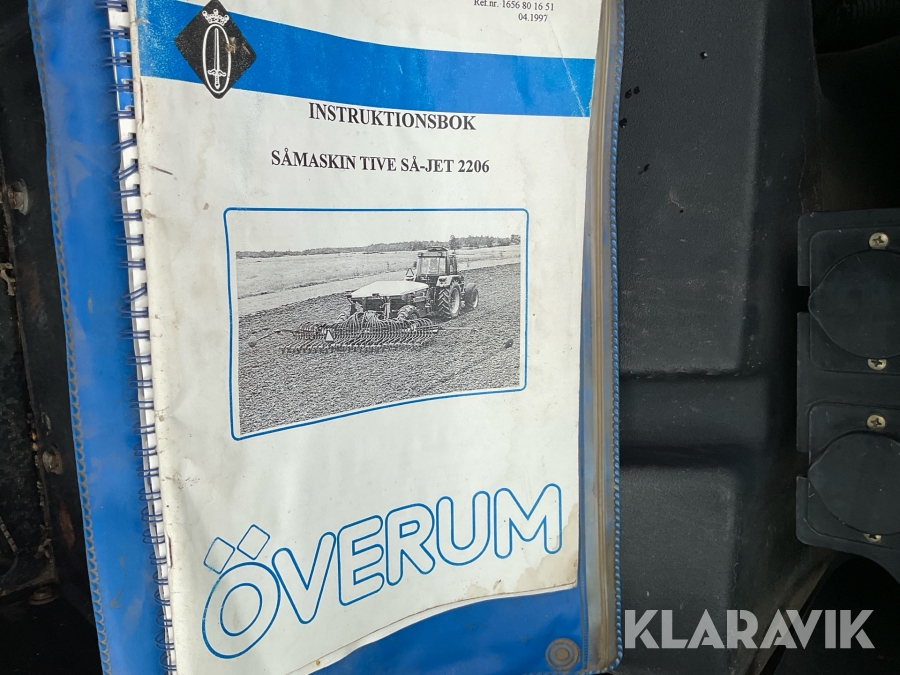 Ref.nr. 1656 80 16 51
04.1997
INSTRUKTIONSBOK
SÅMASKIN TIVE SÅ-JET 2206
ÖVERUM
KLARAVIK